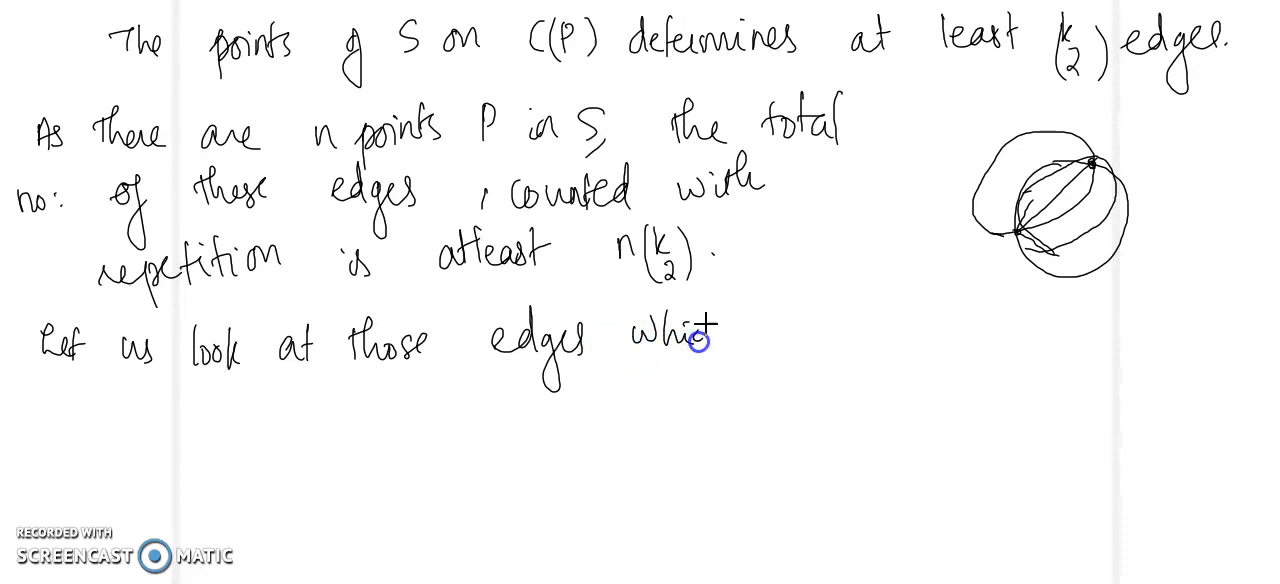 The points of S on C(P) determines at least (k 2) edges.
As there are n points P in S, the total
no: of these edges, counted with
repetition is atleast n(k 2).
Let us look at those edges whic
RECORDED WITH
SCREENCAST MATIC